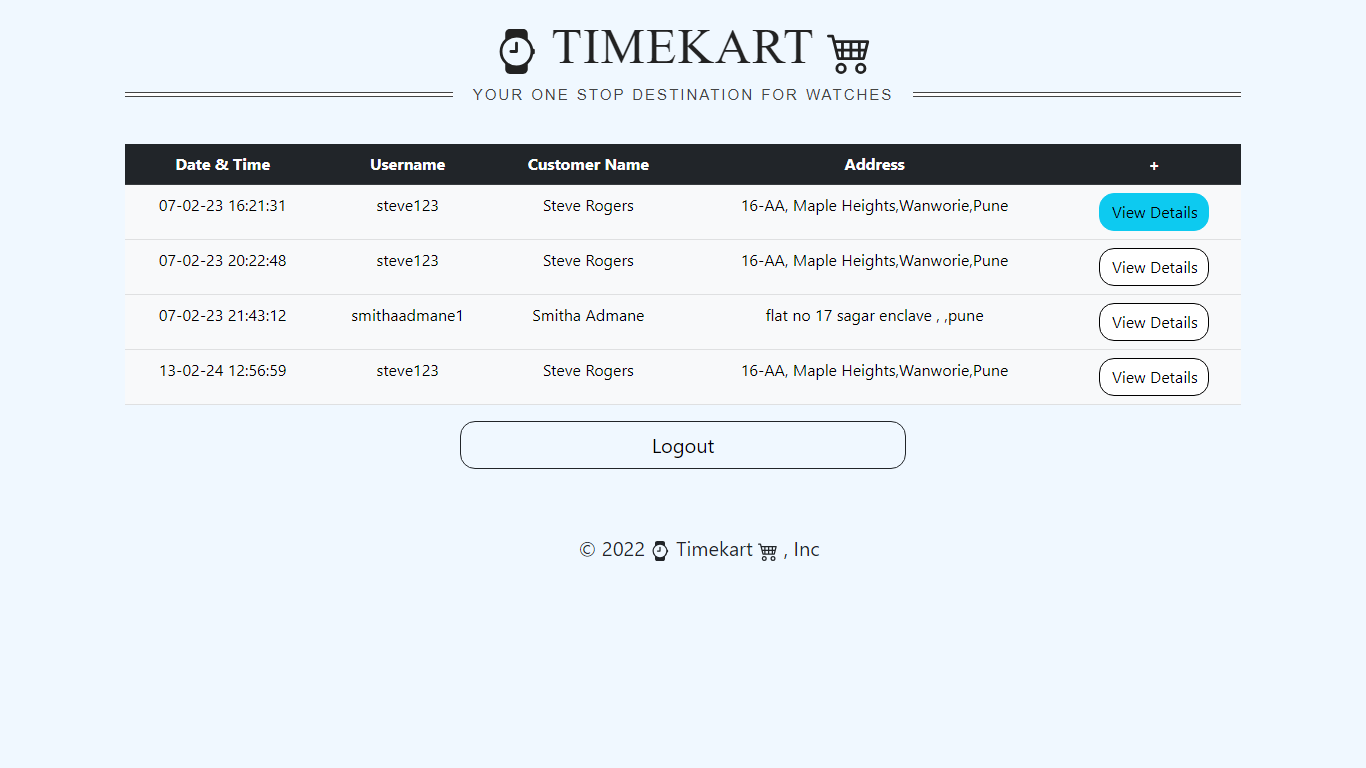 TIMEKART
YOUR ONE STOP DESTINATION FOR WATCHES
Date & Time Username Customer Name Address +
07-02-23 16:21:31 steve123 Steve Rogers 16-AA, Maple Heights,Wanworie,Pune View Details
07-02-23 20:22:48 steve123 Steve Rogers 16-AA, Maple Heights,Wanworie,Pune View Details
07-02-23 21:43:12 smithaadmane1 Smitha Admane flat no 17 sagar enclave , ,pune View Details
13-02-24 12:56:59 steve123 Steve Rogers 16-AA, Maple Heights,Wanworie,Pune View Details
Logout
© 2022 Timekart , Inc